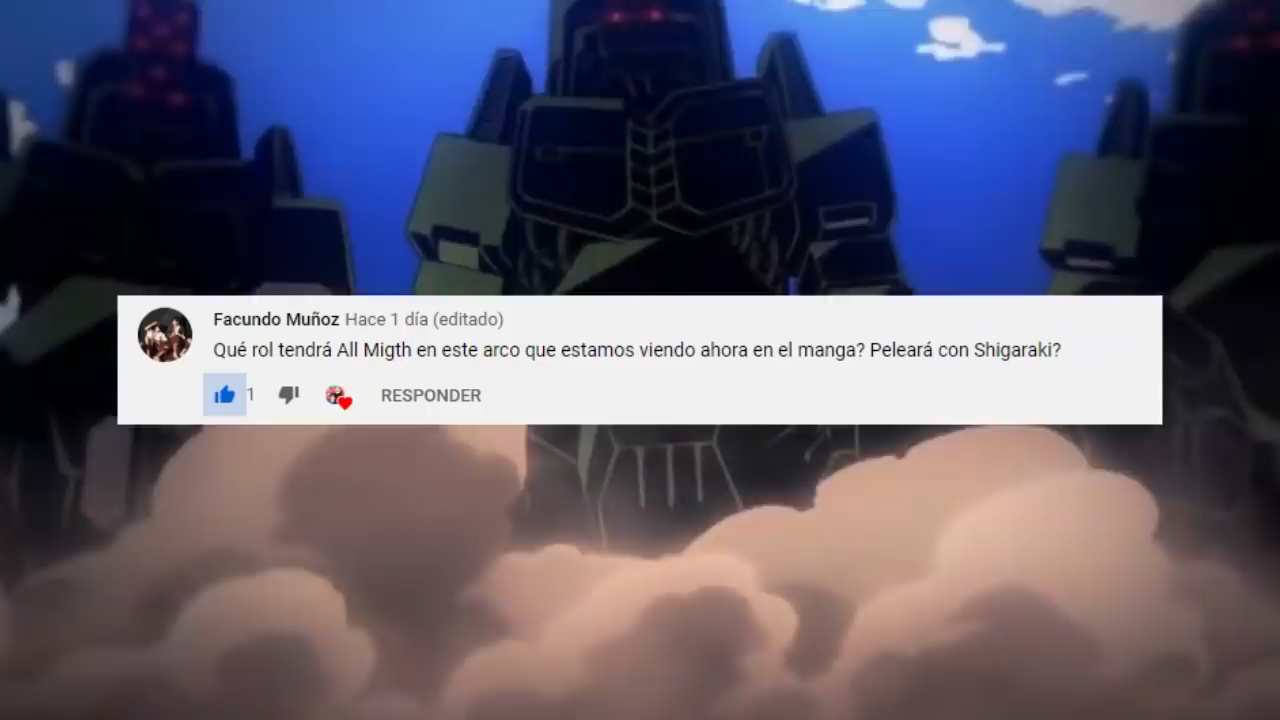 Facundo Muñoz Hace 1 día (editado)
Qué rol tendrá All Migth en este arco que estamos viendo ahora en el manga? Peleará con Shigaraki?
1 RESPONDER